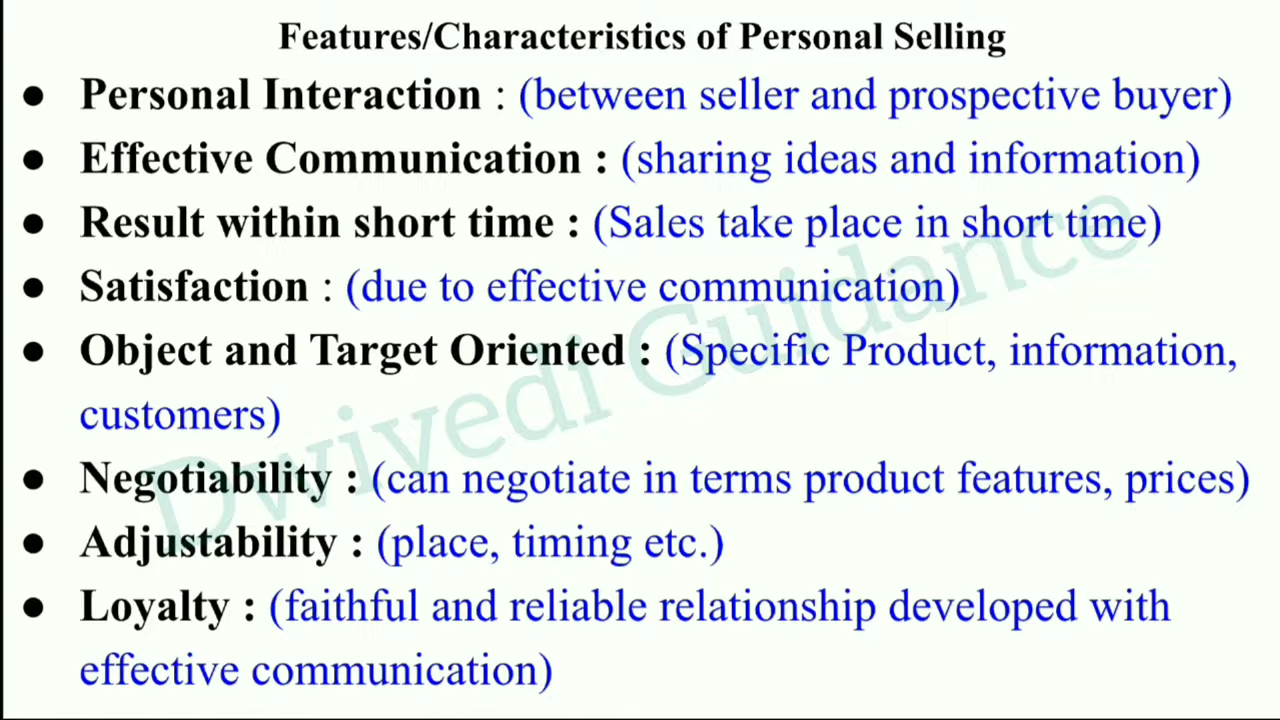 Features/Characteristics of Personal Selling
● Personal Interaction : (between seller and prospective buyer)
● Effective Communication : (sharing ideas and information)
● Result within short time : (Sales take place in short time)
● Satisfaction : (due to effective communication)
● Object and Target Oriented : (Specific Product, information,
customers)
● Negotiability : (can negotiate in terms product features, prices)
● Adjustability : (place, timing etc.)
● Loyalty : (faithful and reliable relationship developed with
effective communication)
Dwivedi Guidance